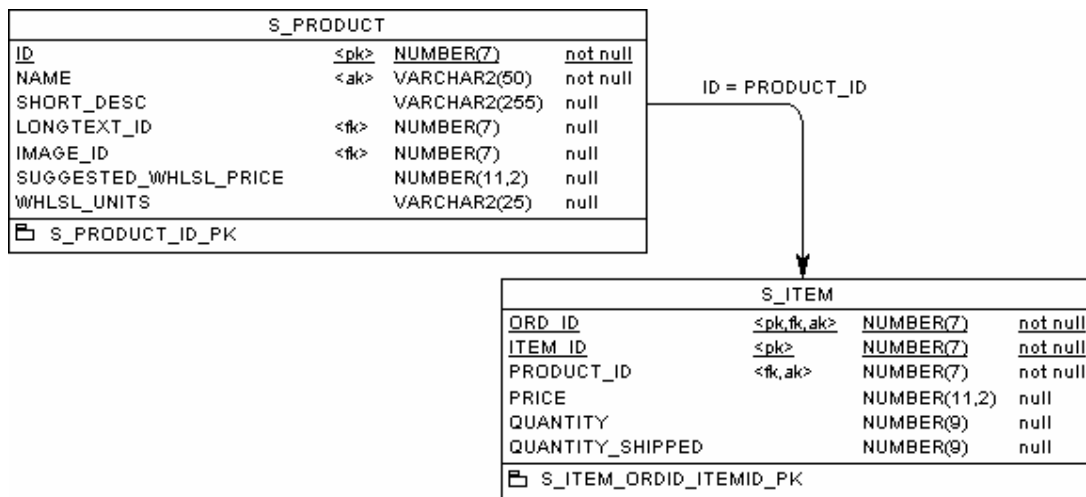 S_PRODUCT
ID <pk> NUMBER(7) not null
NAME <ak> VARCHAR2(50) not null
SHORT_DESC VARCHAR2(255) null
LONGTEXT_ID <fk> NUMBER(7) null
IMAGE_ID <fk> NUMBER(7) null
SUGGESTED_WHLSL_PRICE NUMBER(11,2) null
WHLSL_UNITS VARCHAR2(25) null
S_PRODUCT_ID_PK
ID = PRODUCT_ID
S_ITEM
ORD_ID <pk,fk,ak> NUMBER(7) not null
ITEM_ID <pk> NUMBER(7) not null
PRODUCT_ID <fk,ak> NUMBER(7) not null
PRICE NUMBER(11,2) null
QUANTITY NUMBER(9) null
QUANTITY_SHIPPED NUMBER(9) null
S_ITEM_ORDID_ITEMID_PK